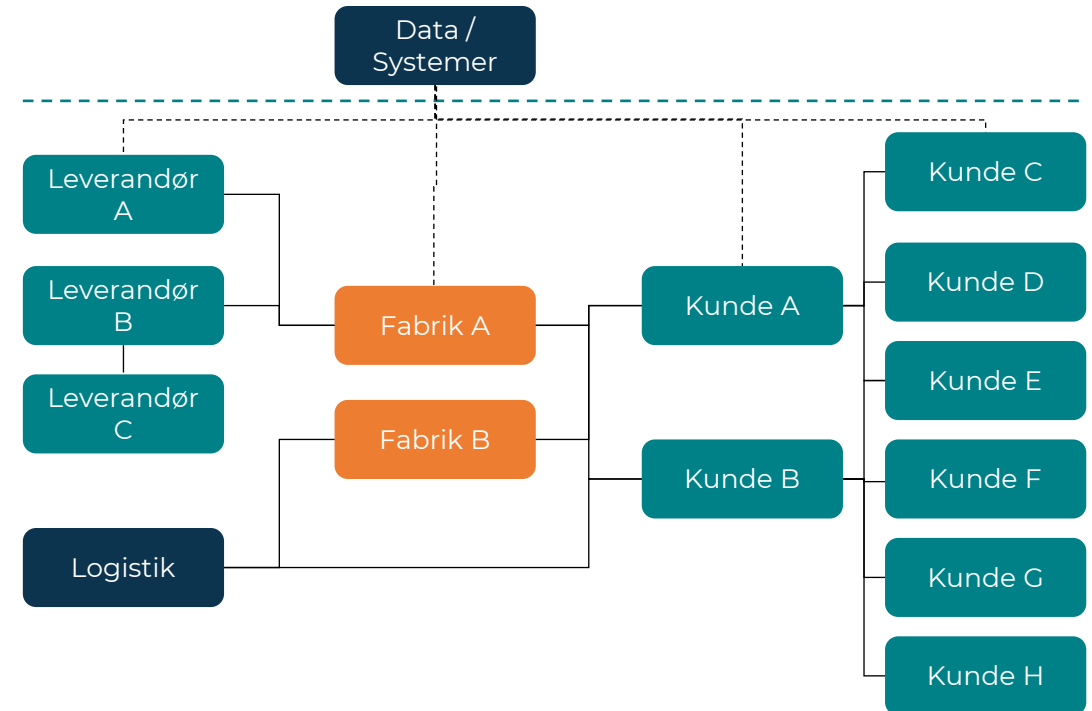 Data /
Systemer
Leverandør
A
Leverandør
B
Leverandør
C
Logistik
Fabrik A
Fabrik B
Kunde A
Kunde B
Kunde C
Kunde D
Kunde E
Kunde F
Kunde G
Kunde H